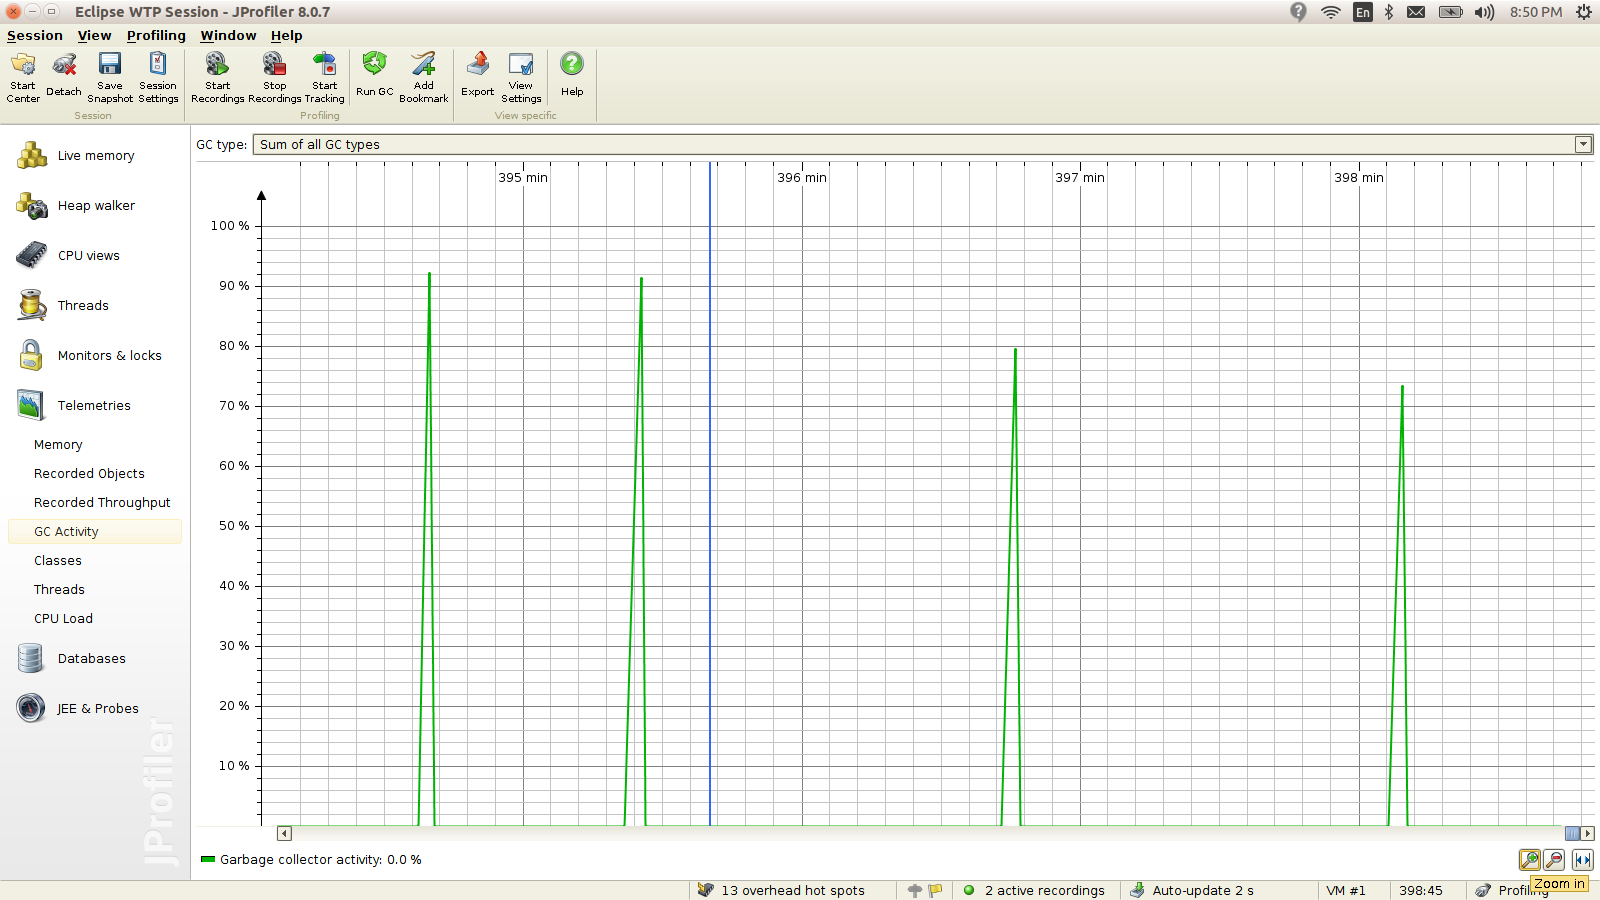 Eclipse WTP Session - JProfiler 8.0.7
En
8:50 PM
Session View Profiling Window Help
Start Center
Detach
Save Snapshot
Session Settings
Start Recordings
Stop Recordings
Start Tracking
Run GC
Add Bookmark
Export
View Settings
Help
Session
Profiling
View specific
Live memory
Heap walker
CPU views
Threads
Monitors & locks
Telemetries
Memory
Recorded Objects
Recorded Throughput
GC Activity
Classes
Threads
CPU Load
Databases
JEE & Probes
JProfiler
GC type: Sum of all GC types
395 min 396 min 397 min 398 min
100 %
90 %
80 %
70 %
60 %
50 %
40 %
30 %
20 %
10 %
Garbage collector activity: 0.0 %
13 overhead hot spots
2 active recordings
Auto-update 2 s
VM #1
398:45
Profiling
Zoom in